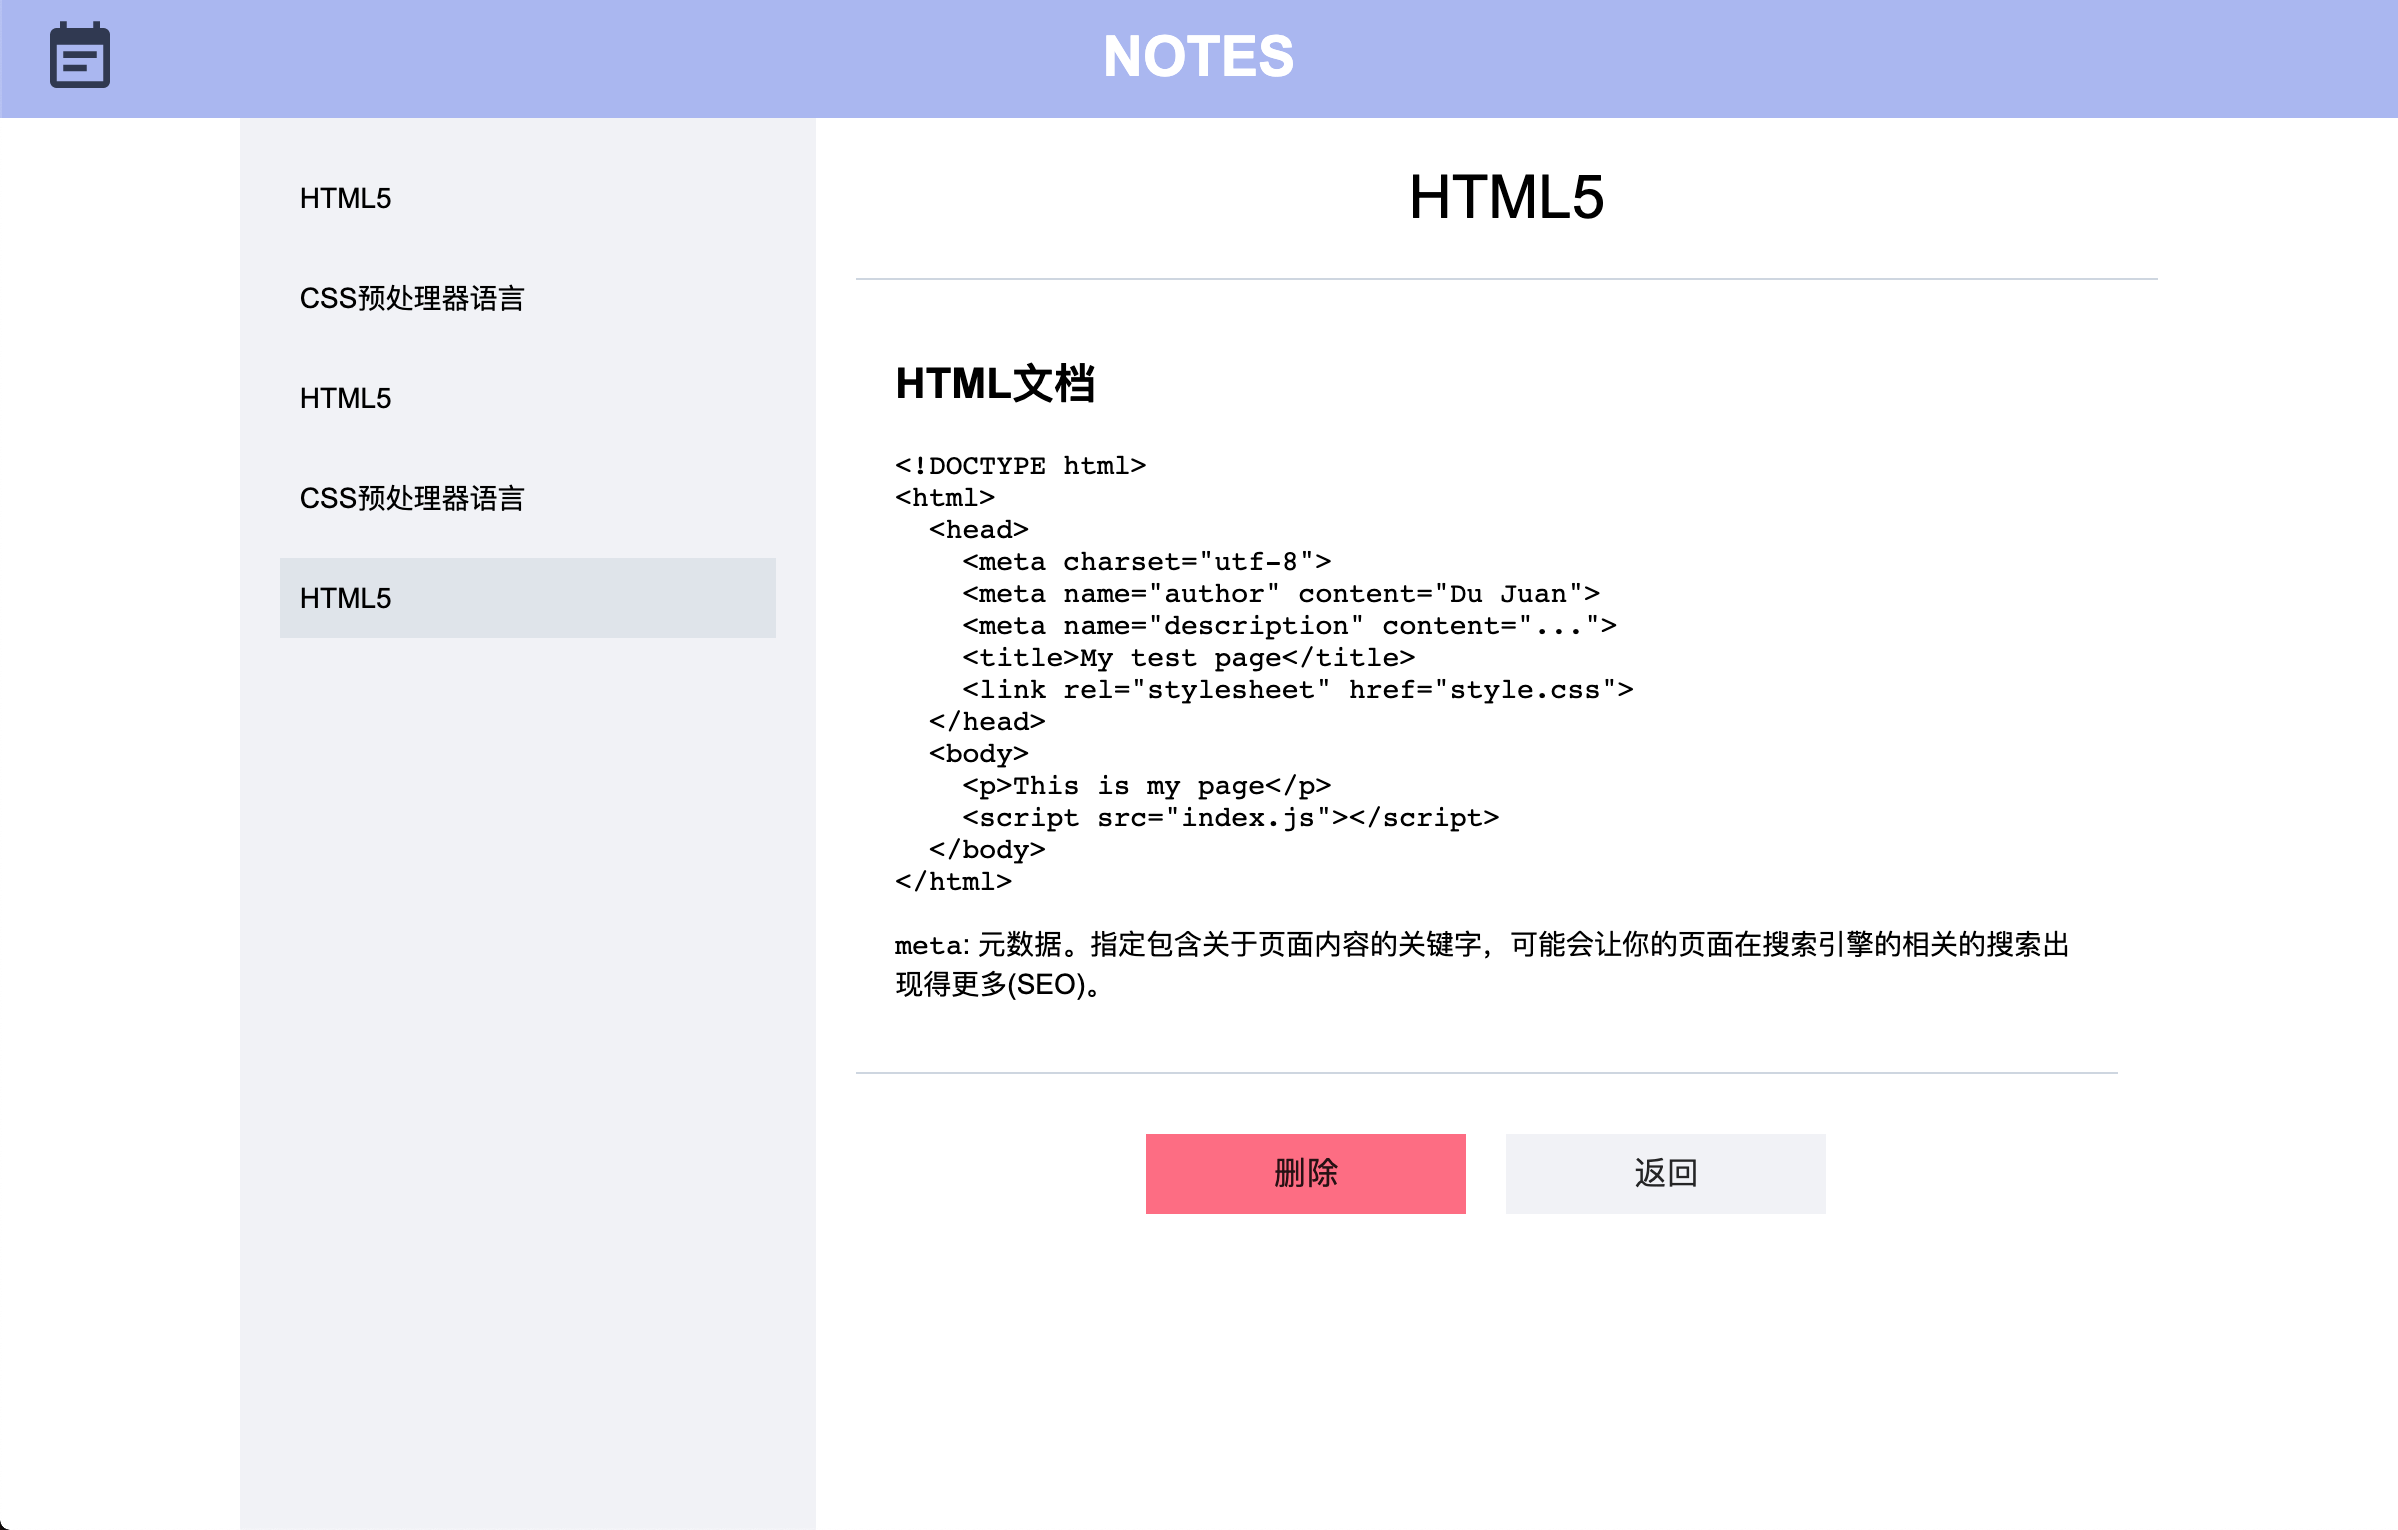 NOTES
HTML5
CSS预处理器语言
HTML5
CSS预处理器语言
HTML5
HTML5
HTML文档
<!DOCTYPE html>
<html>
  <head>
    <meta charset="utf-8">
    <meta name="author" content="Du Juan">
    <meta name="description" content="...">
    <title>My test page</title>
    <link rel="stylesheet" href="style.css">
  </head>
  <body>
    <p>This is my page</p>
    <script src="index.js"></script>
  </body>
</html>
meta: 元数据。指定包含关于页面内容的关键字，可能会让你的页面在搜索引擎的相关的搜索出
现得更多(SEO)。
删除
返回